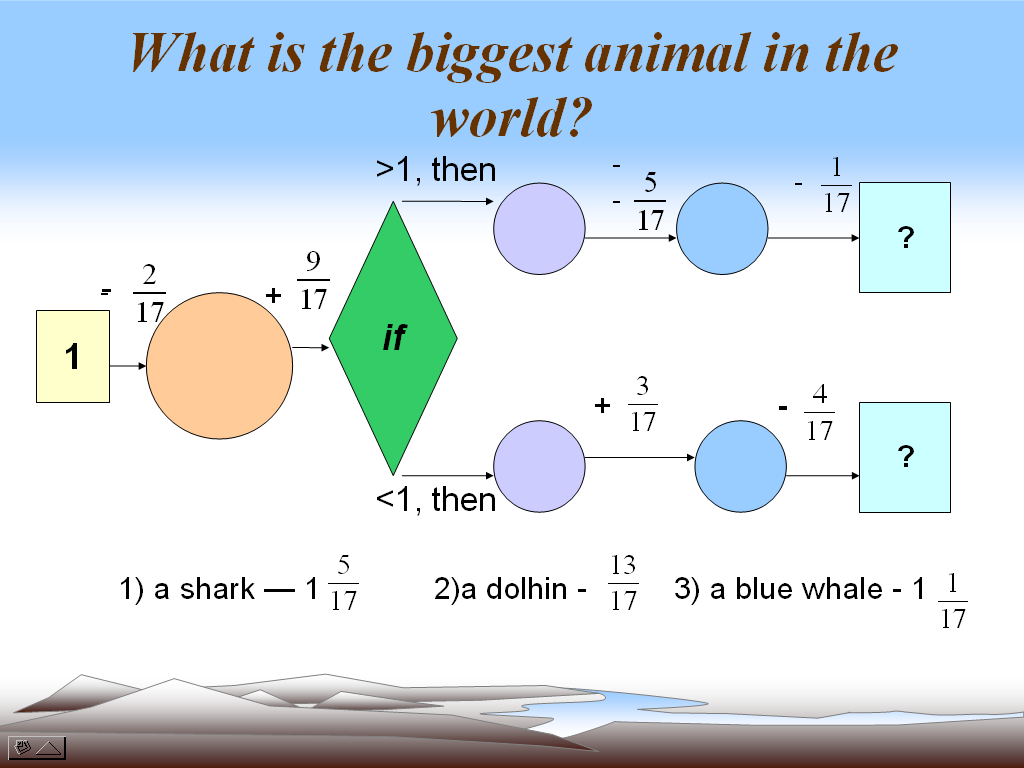 What is the biggest animal in the
world?
>1, then
-
- 5/17
- 1/17
?
- 2/17
+ 9/17
1
if
+ 3/17
- 4/17
?
<1, then
1) a shark — 1 5/17 2)a dolhin - 13/17 3) a blue whale - 1 1/17